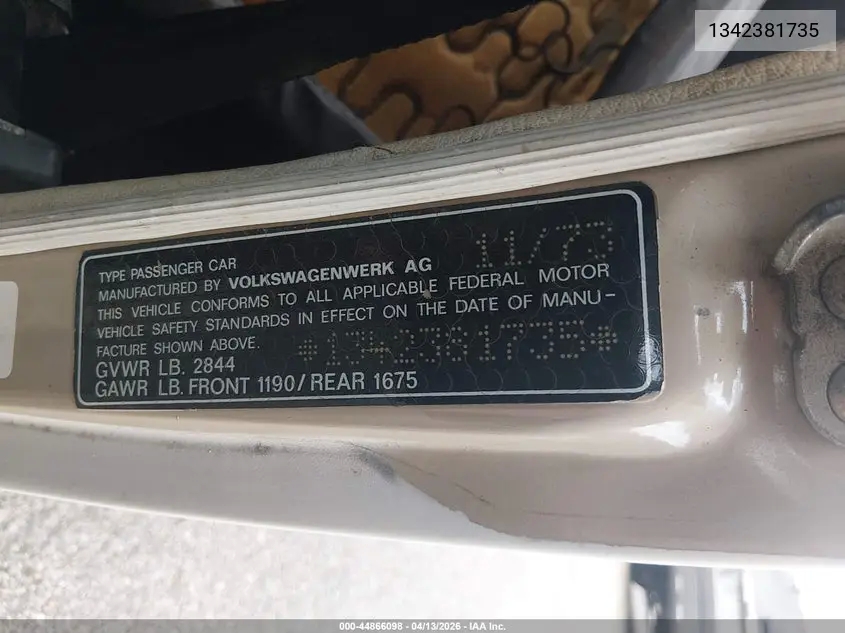 1342381735
11/73
TYPE PASSENGER CAR
MANUFACTURED BY VOLKSWAGENWERK AG
THIS VEHICLE CONFORMS TO ALL APPLICABLE FEDERAL MOTOR
VEHICLE SAFETY STANDARDS IN EFFECT ON THE DATE OF MANU-
FACTURE SHOWN ABOVE.
*1342381735*
GVWR LB. 2844
GAWR LB. FRONT 1190/REAR 1675
000-44866098 - 04/13/2026 - IAA Inc.